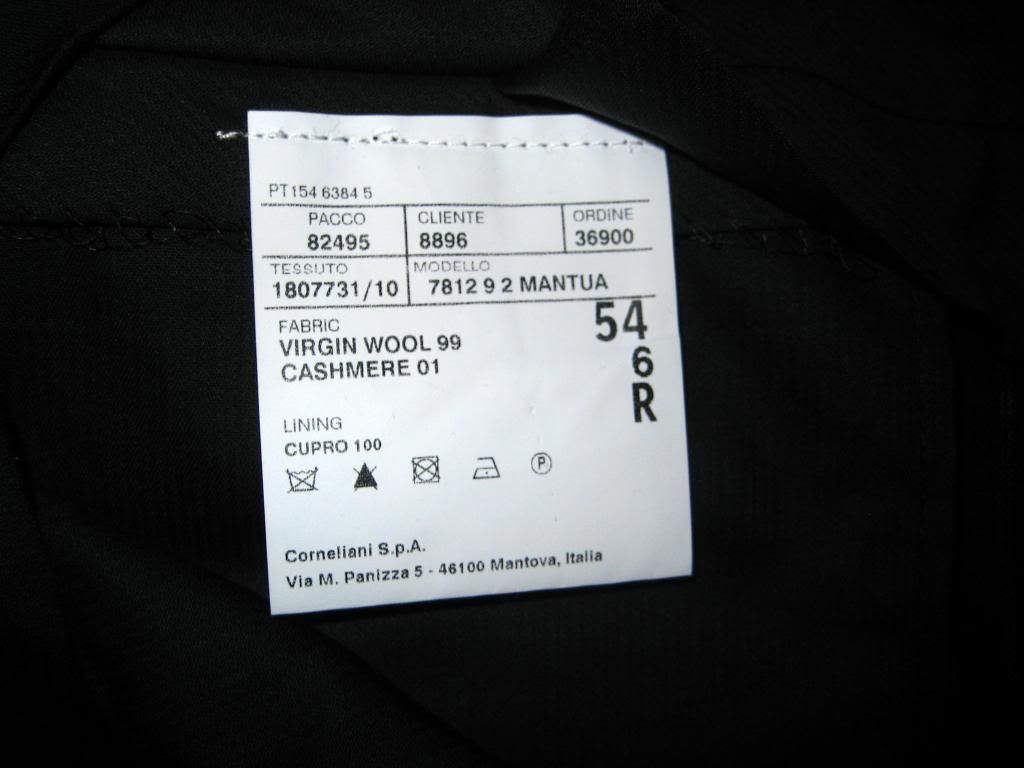 PT154 6384 5
PACCO CLIENTE ORDINE
82495 8896 36900
TESSUTO MODELLO
1807731/10 7812 9 2 MANTUA
FABRIC 54
VIRGIN WOOL 99
CASHMERE 01 6
R
LINING
CUPRO 100
P
Corneliani S.p.A.
Via M. Panizza 5 - 46100 Mantova, Italia